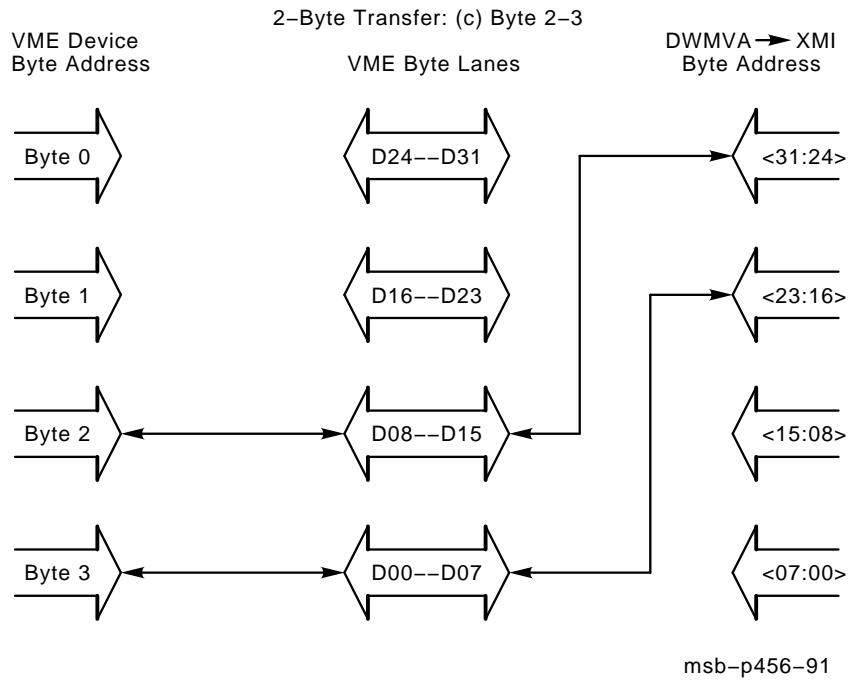 2–Byte Transfer: (c) Byte 2–3
VME Device
Byte Address
VME Byte Lanes
DWMVA XMI
Byte Address
Byte 0
D24––D31
<31:24>
Byte 1
D16––D23
<23:16>
Byte 2
D08––D15
<15:08>
Byte 3
D00––D07
<07:00>
msb–p456–91